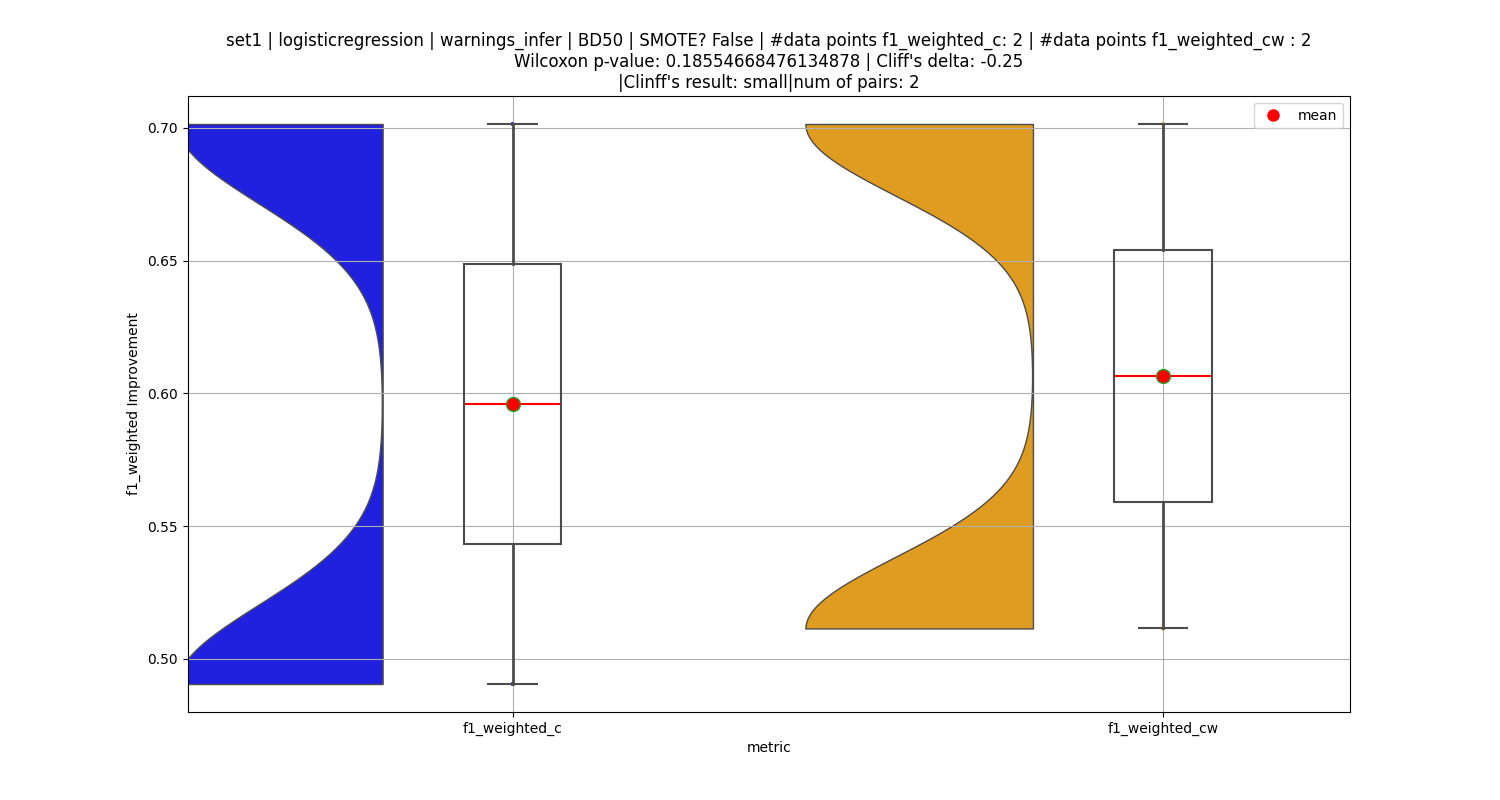 set1 | logisticregression | warnings_infer | BD50 | SMOTE? False | #data points f1_weighted_c: 2 | #data points f1_weighted_cw : 2
Wilcoxon p-value: 0.18554668476134878 | Cliff's delta: -0.25
|Clinff's result: small|num of pairs: 2
mean
0.70
0.65
0.60
0.55
0.50
f1_weighted Improvement
f1_weighted_c
f1_weighted_cw
metric